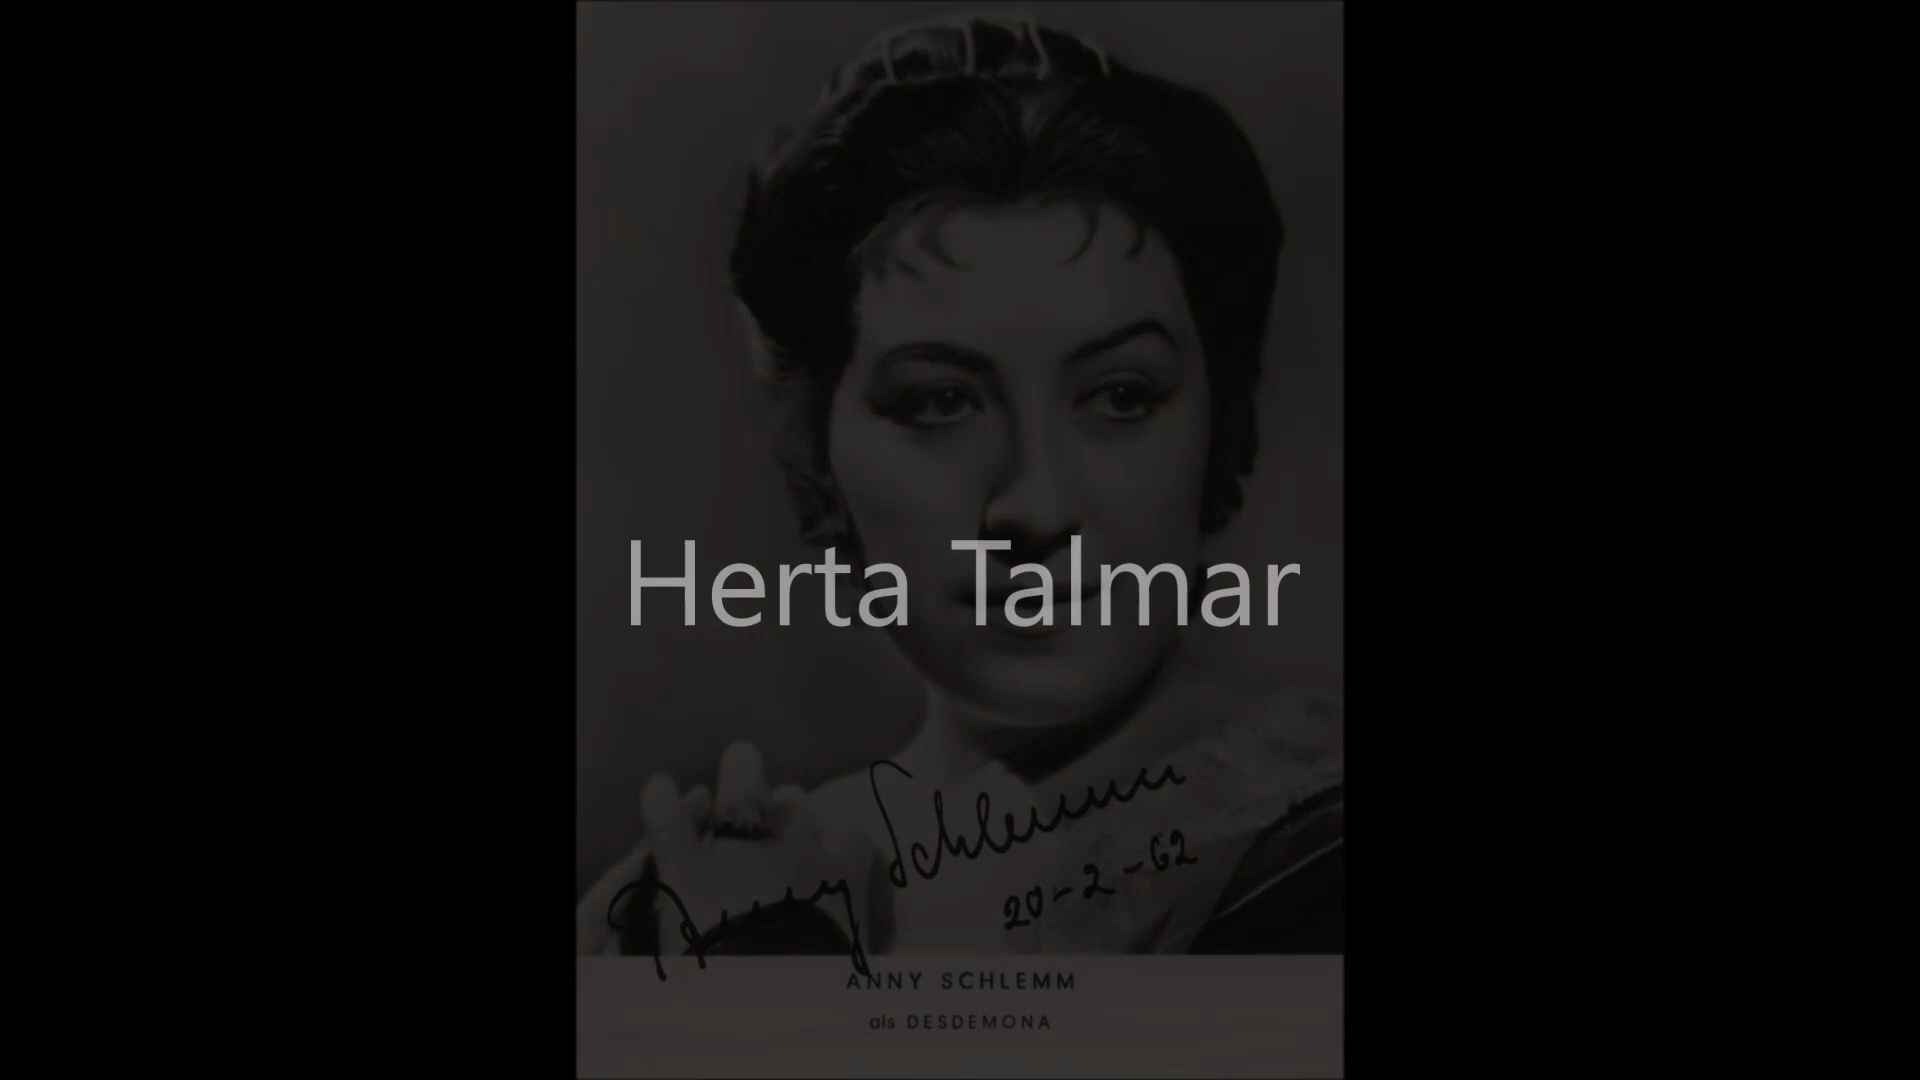 Herta Talmar
Anny Schlemm
20-2-62
ANNY SCHLEMM
als DESDEMONA